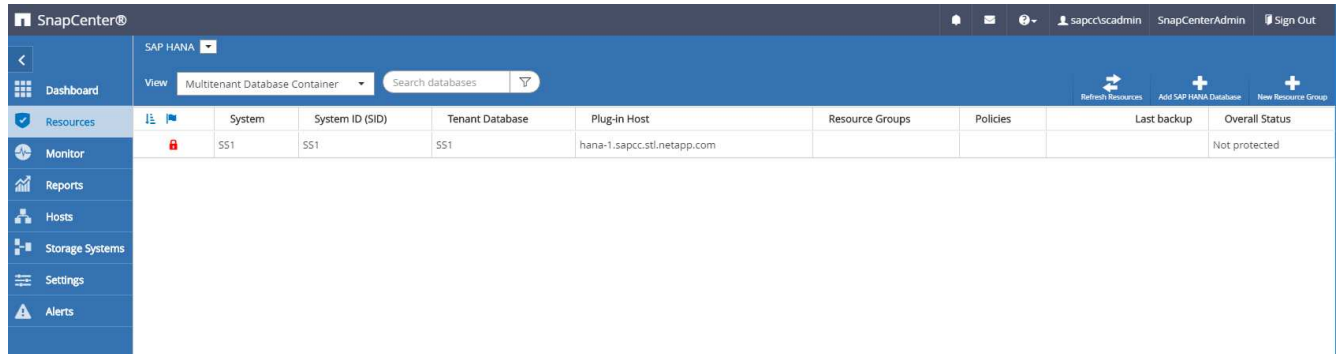 SnapCenter® sapcc\scadmin SnapCenterAdmin Sign Out
SAP HANA
View Multitenant Database Container Search databases
Refresh Resources Add SAP HANA Database New Resource Group
Dashboard
Resources
Monitor
Reports
Hosts
Storage Systems
Settings
Alerts
System System ID (SID) Tenant Database Plug-in Host Resource Groups Policies Last backup Overall Status
SS1 SS1 SS1 hana-1.sapcc.stl.netapp.com Not protected